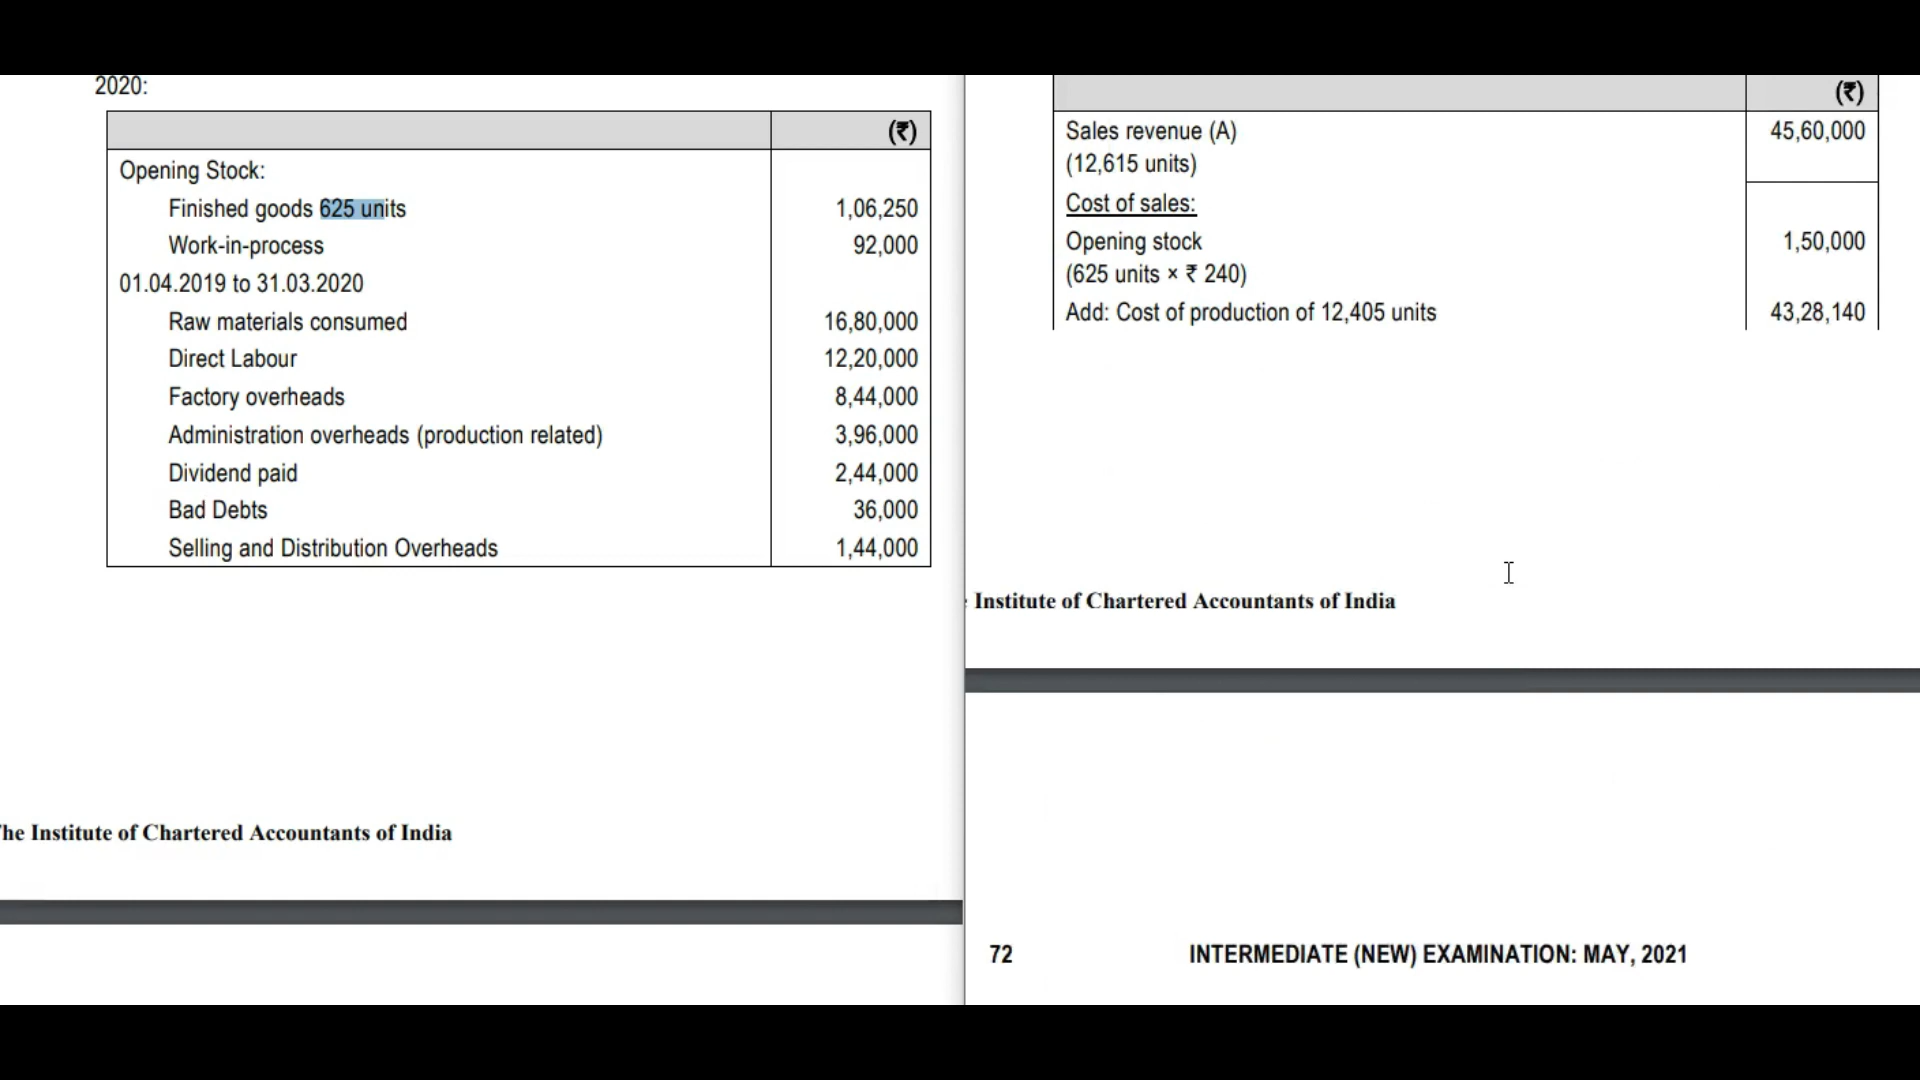 2020:
(₹)
Opening Stock:
Finished goods 625 units 1,06,250
Work-in-process 92,000
01.04.2019 to 31.03.2020
Raw materials consumed 16,80,000
Direct Labour 12,20,000
Factory overheads 8,44,000
Administration overheads (production related) 3,96,000
Dividend paid 2,44,000
Bad Debts 36,000
Selling and Distribution Overheads 1,44,000
he Institute of Chartered Accountants of India
(₹)
Sales revenue (A) 45,60,000
(12,615 units)
Cost of sales:
Opening stock 1,50,000
(625 units × ₹ 240)
Add: Cost of production of 12,405 units 43,28,140
Institute of Chartered Accountants of India
72 INTERMEDIATE (NEW) EXAMINATION: MAY, 2021